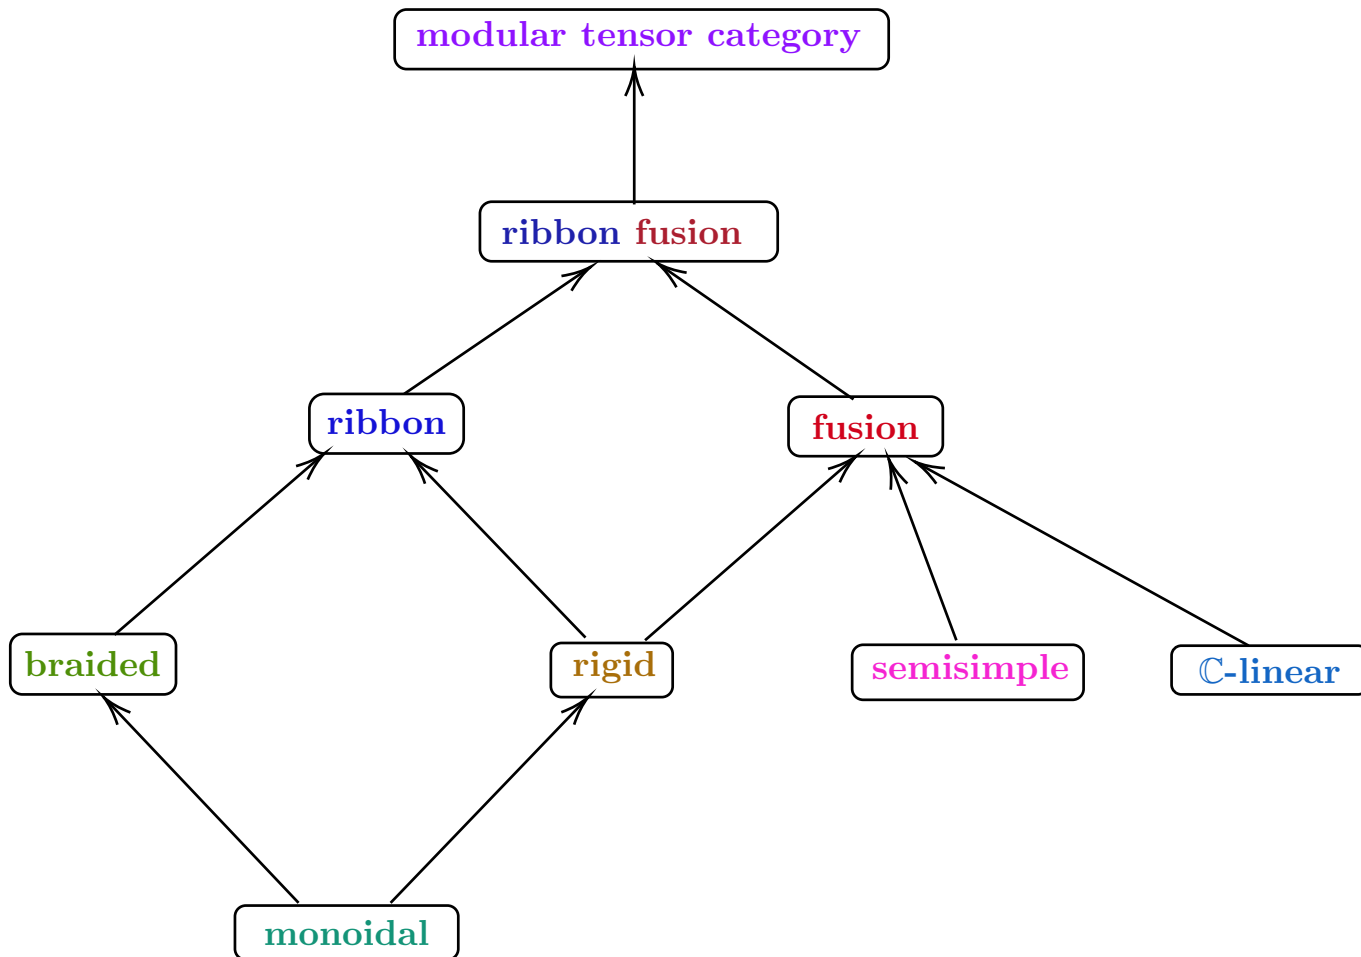 modular tensor category
ribbon fusion
ribbon
fusion
braided
rigid
semisimple
ℂ-linear
monoidal